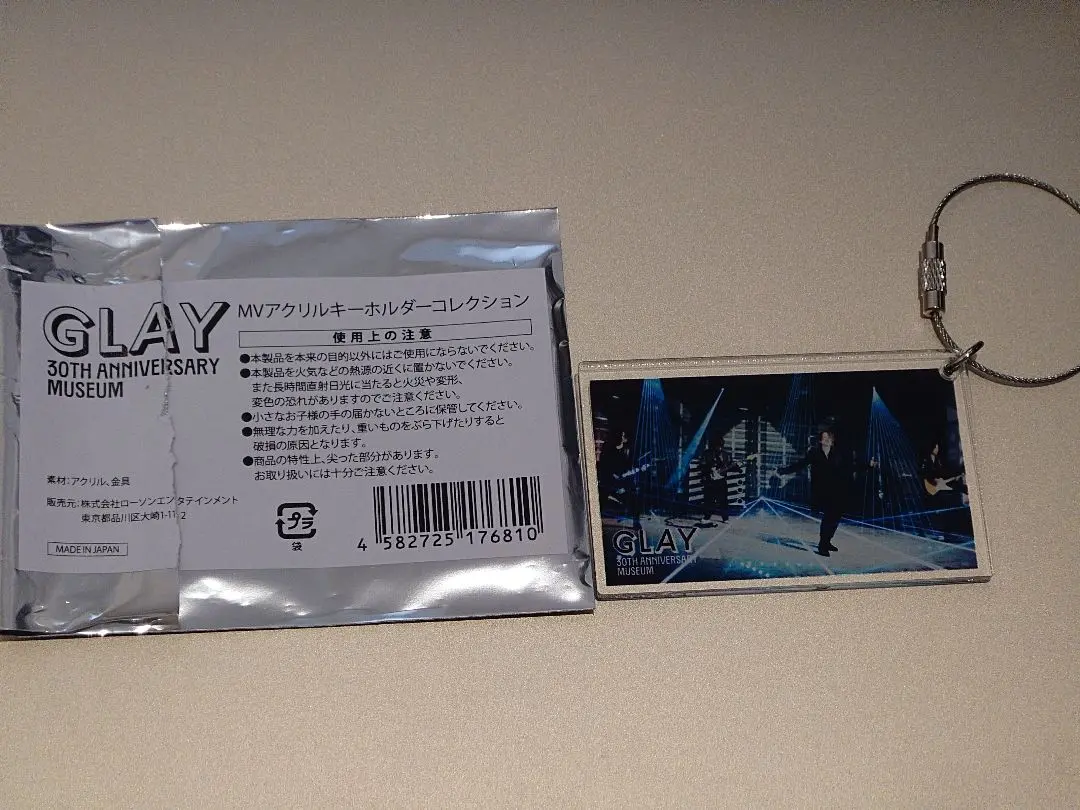 GLAY
30TH ANNIVERSARY
MUSEUM
MVアクリルキーホルダーコレクション
使用上の注意
●本製品を本来の目的以外にはご使用にならないでください。
●本製品を火気などの熱源の近くに置かないでください。
また長時間直射日光に当たると火災や変形、
変色の恐れがありますのでご注意ください。
●小さなお子様の手の届かないところに保管してください。
●無理な力を加えたり、重いものをぶら下げたりすると
破損の原因となります。
●商品の特性上、尖った部分があります。
お取り扱いには十分ご注意ください。
素材:アクリル、金具
販売元:株式会社ローソンエンタテインメント
東京都品川区大崎1-11-2
MADE IN JAPAN
プラ
袋
4 582725 176810
GLAY
30TH ANNIVERSARY
MUSEUM